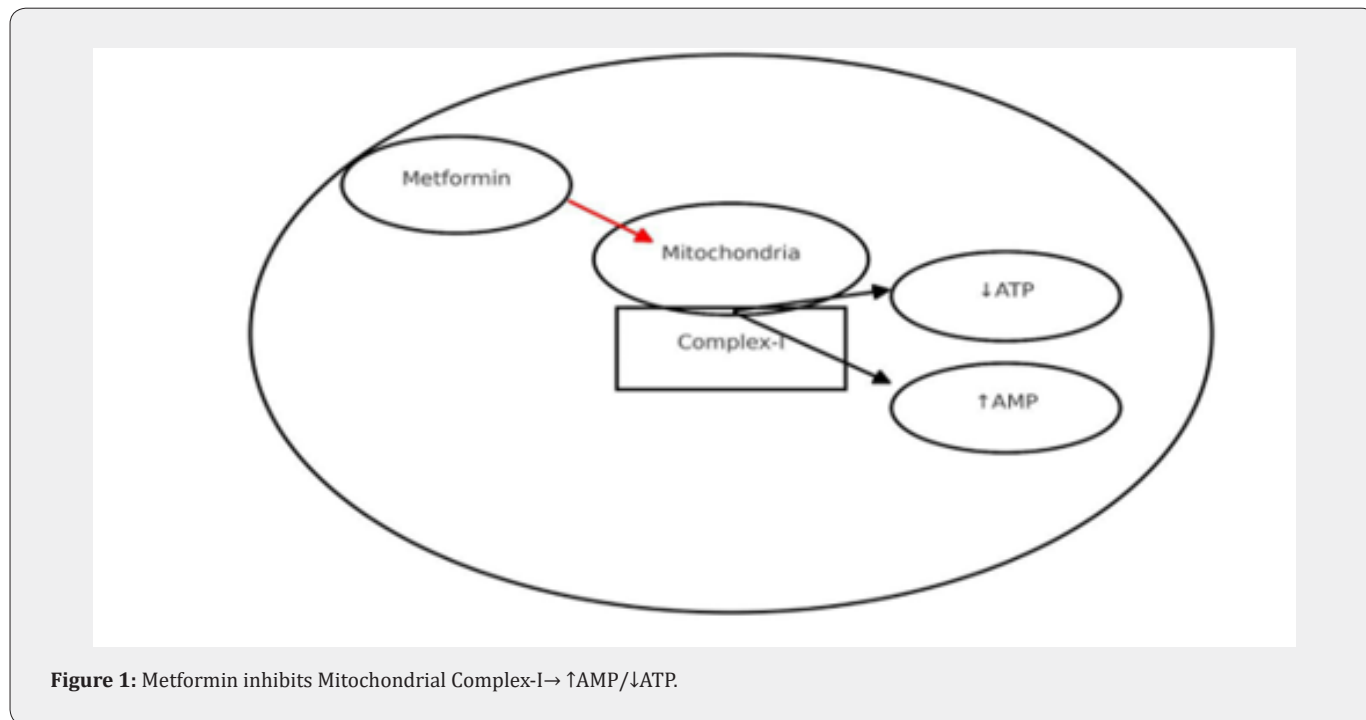 Metformin
Mitochondria
↓ATP
Complex-I
↑AMP
Figure 1: Metformin inhibits Mitochondrial Complex-I→ ↑AMP/↓ATP.